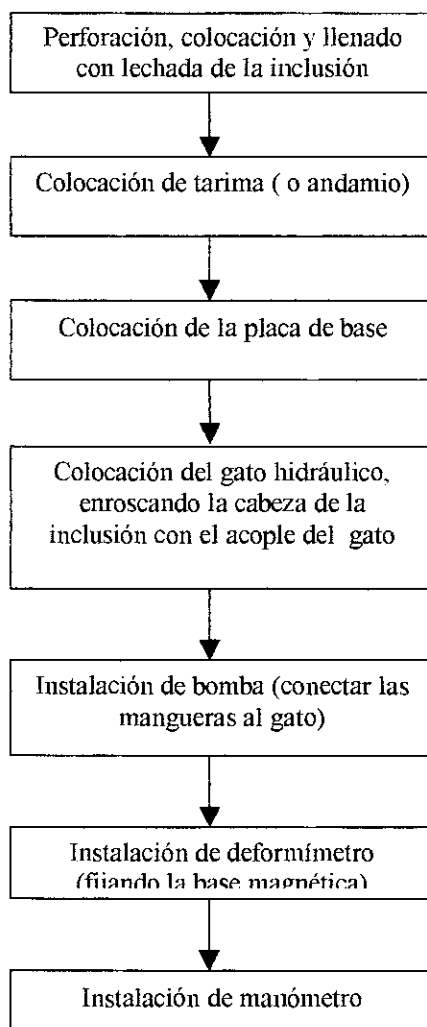 Perforación, colocación y llenado
con lechada de la inclusión
Colocación de tarima ( o andamio)
Colocación de la placa de base
Colocación del gato hidráulico,
enroscando la cabeza de la
inclusión con el acople del gato
Instalación de bomba (conectar las
mangueras al gato)
Instalación de deformímetro
(fijando la base magnética)
Instalación de manómetro